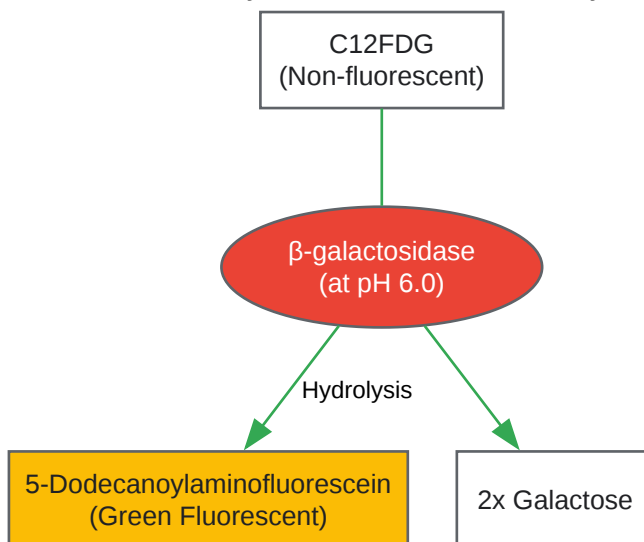 C12FDG
(Non-fluorescent)
β-galactosidase
(at pH 6.0)
Hydrolysis
5-Dodecanoylaminofluorescein
(Green Fluorescent)
2x Galactose